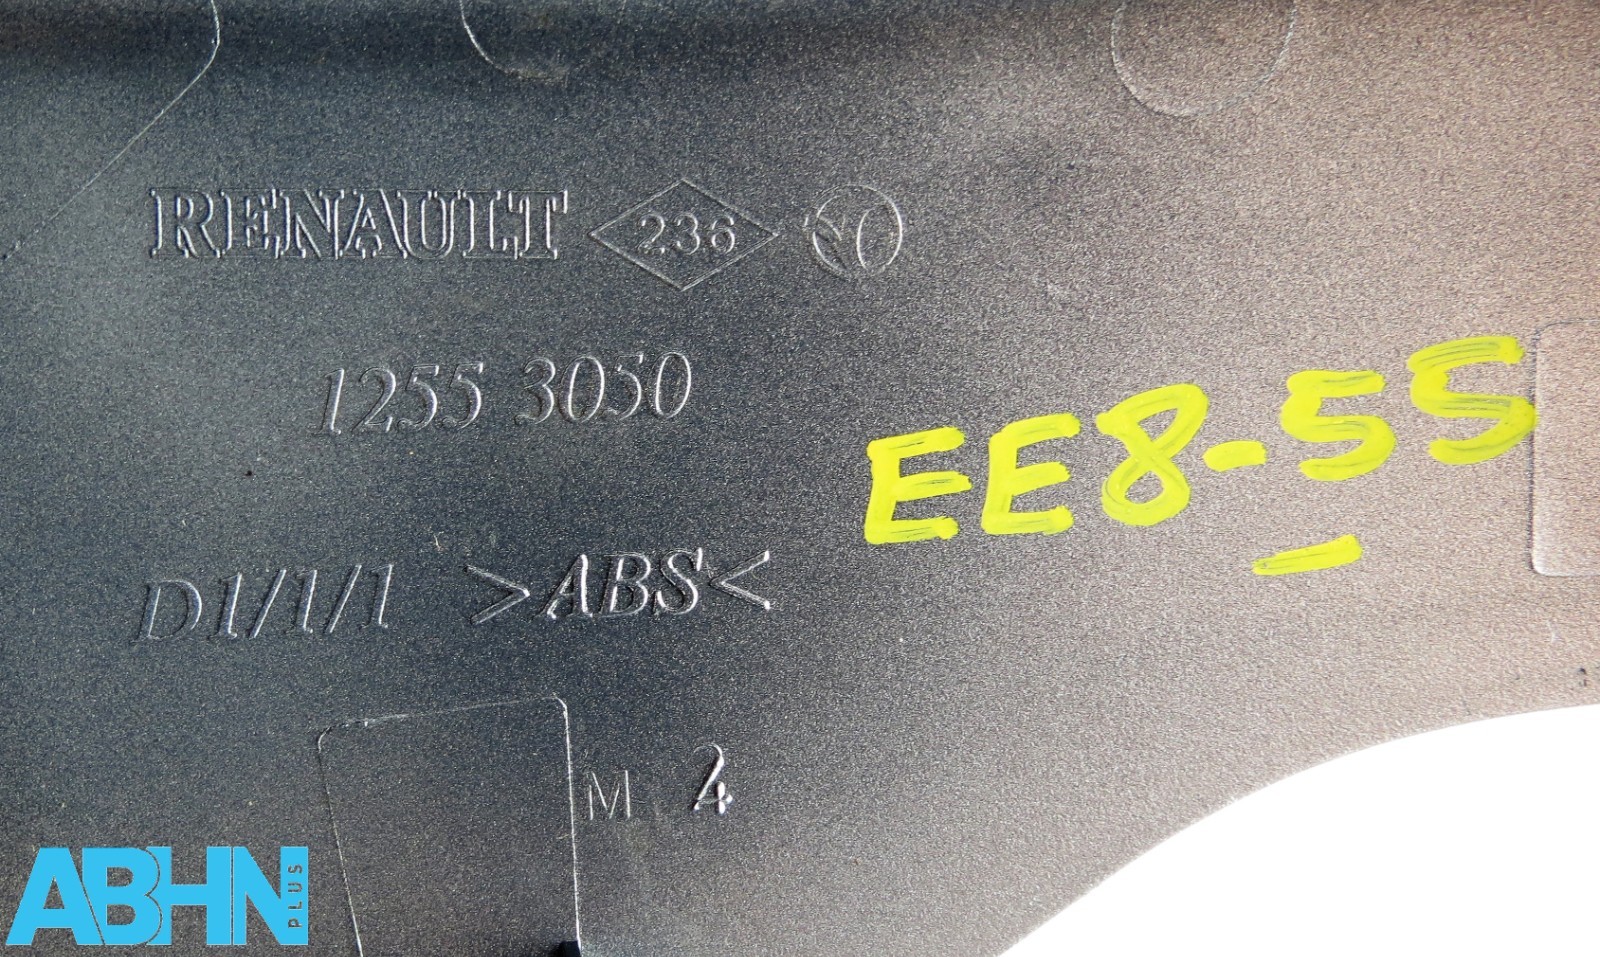 RENAULT 236
1255 3050
EE8-55
D1/1/1 >ABS<
M 4
ABHN PLUS